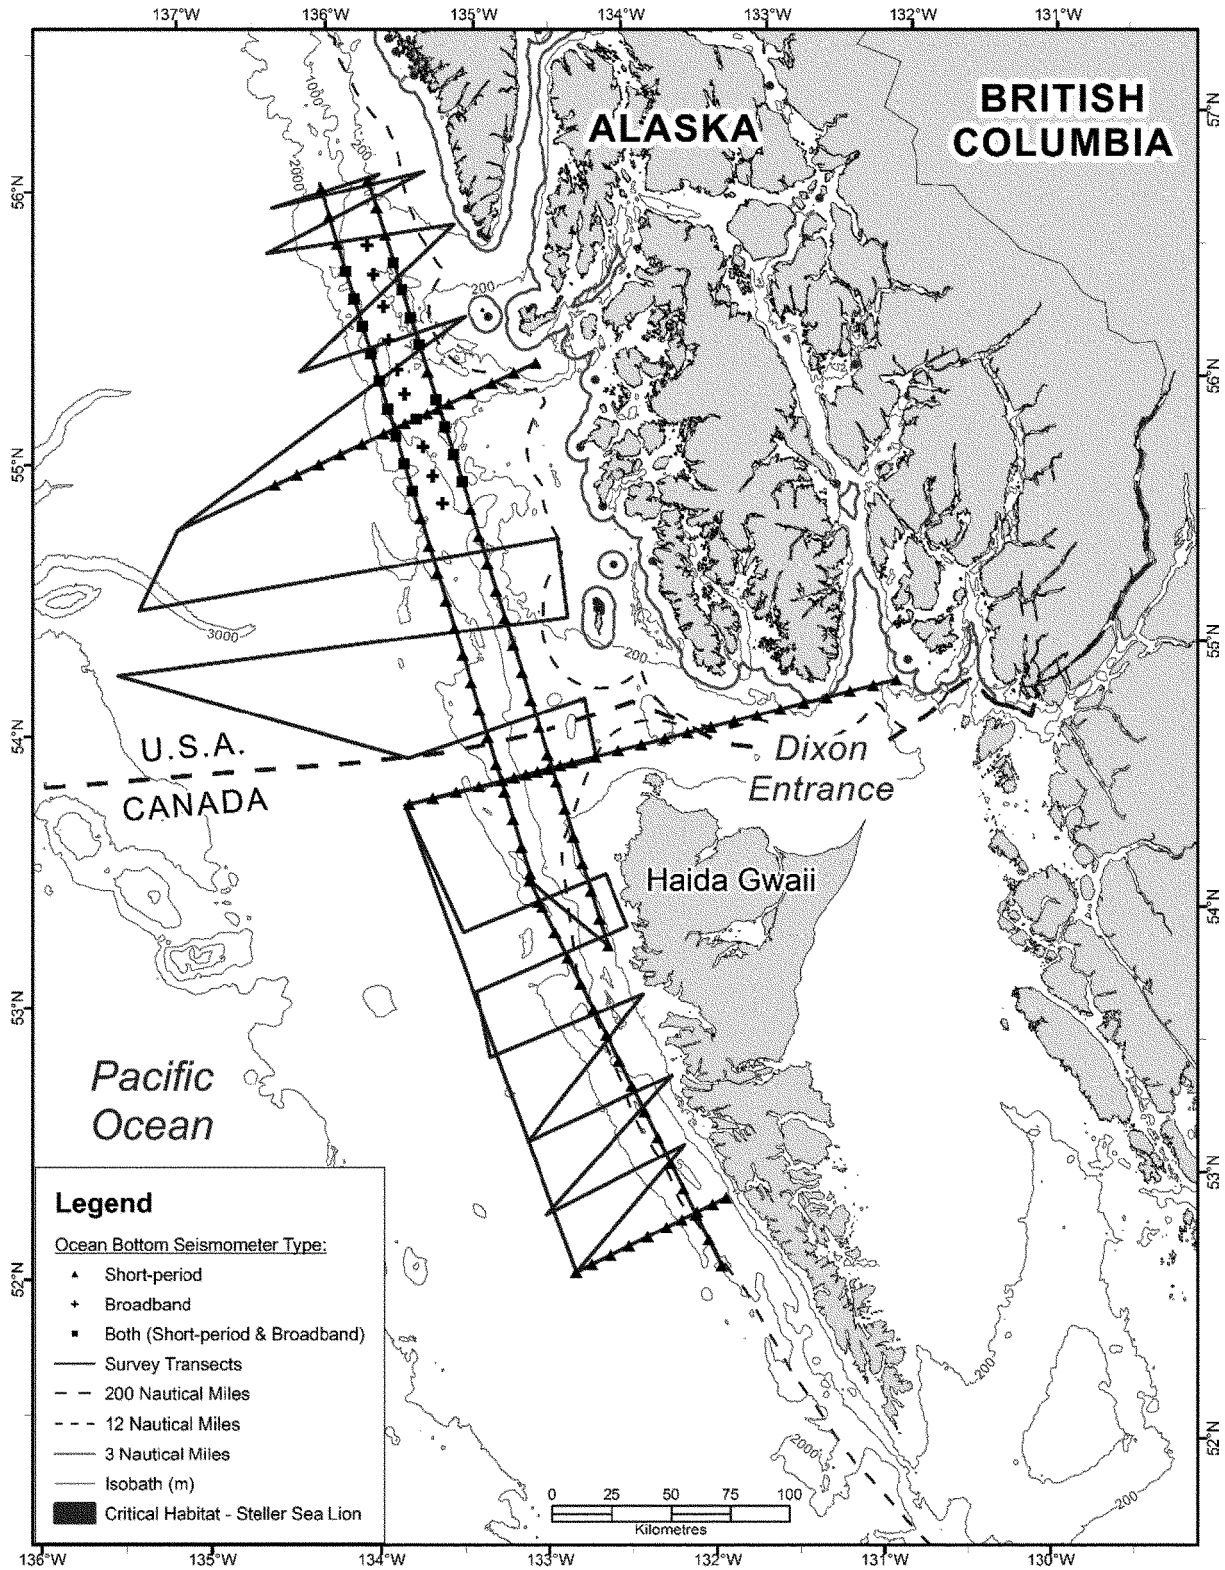 137°W 136°W 135°W 134°W 133°W 132°W 131°W
57°N
56°N
55°N
54°N
53°N
52°N
56°N
55°N
54°N
53°N
52°N
BRITISH
COLUMBIA
ALASKA
1000
200
2000
200
3000
200
U.S.A.
CANADA
Dixon
Entrance
Haida Gwaii
Pacific
Ocean
200
2000
200
Legend
Ocean Bottom Seismometer Type:
Short-period
Broadband
Both (Short-period & Broadband)
Survey Transects
200 Nautical Miles
12 Nautical Miles
3 Nautical Miles
Isobath (m)
Critical Habitat - Steller Sea Lion
0 25 50 75 100
Kilometres
136°W 135°W 134°W 133°W 132°W 131°W 130°W